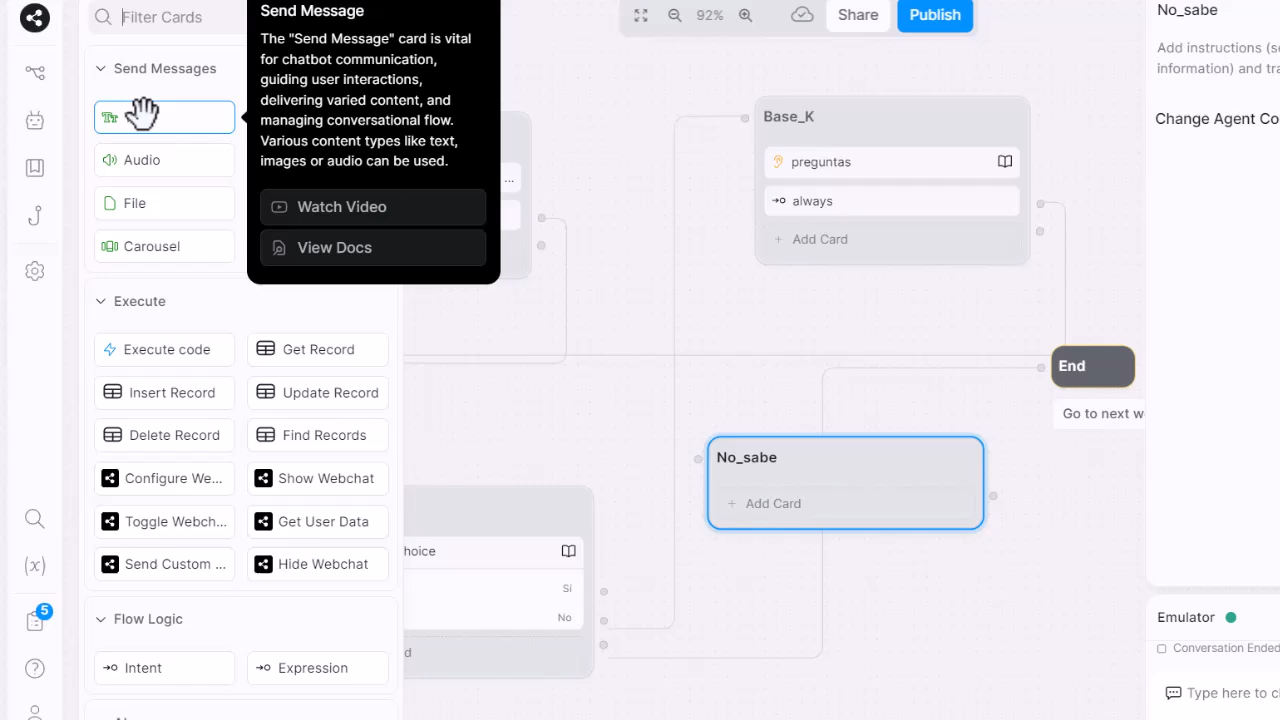 Filter Cards
Send Messages
Audio
File
Carousel
Send Message
The "Send Message" card is vital
for chatbot communication,
guiding user interactions,
delivering varied content, and
managing conversational flow.
Various content types like text,
images or audio can be used.
Watch Video
View Docs
Execute
Execute code
Get Record
Insert Record
Update Record
Delete Record
Find Records
Configure We...
Show Webchat
Toggle Webch...
Get User Data
Send Custom ...
Hide Webchat
Flow Logic
Intent
Expression
5
92%
Share
Publish
...
Base_K
preguntas
always
+ Add Card
End
Go to next w
No_sabe
+ Add Card
hoice
Sí
No
d
No_sabe
Add instructions (s
information) and tra
Change Agent Co
Emulator
Conversation Ended
Type here to c